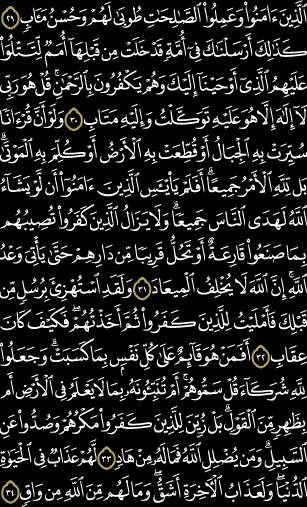 ٱلَّذِينَ ءَامَنُوا۟ وَعَمِلُوا۟ ٱلصَّـٰلِحَـٰتِ طُوبَىٰ لَهُمْ وَحُسْنُ مَـَٔابٍ ٢٩
كَذَٰلِكَ أَرْسَلْنَـٰكَ فِىٓ أُمَّةٍ قَدْ خَلَتْ مِن قَبْلِهَآ أُمَمٌ لِّتَتْلُوَا۟
عَلَيْهِمُ ٱلَّذِىٓ أَوْحَيْنَآ إِلَيْكَ وَهُمْ يَكْفُرُونَ بِٱلرَّحْمَـٰنِ ۚ قُلْ هُوَ رَبِّى
لَآ إِلَـٰهَ إِلَّا هُوَ عَلَيْهِ تَوَكَّلْتُ وَإِلَيْهِ مَتَابِ ٣٠ وَلَوْ أَنَّ قُرْءَانًا
سُيِّرَتْ بِهِ ٱلْجِبَالُ أَوْ قُطِّعَتْ بِهِ ٱلْأَرْضُ أَوْ كُلِّمَ بِهِ ٱلْمَوْتَىٰ ۗ
بَل لِّلَّهِ ٱلْأَمْرُ جَمِيعًا ۗ أَفَلَمْ يَا۟يْـَٔسِ ٱلَّذِينَ ءَامَنُوٓا۟ أَن لَّوْ يَشَآءُ
ٱللَّهُ لَهَدَى ٱلنَّاسَ جَمِيعًا ۗ وَلَا يَزَالُ ٱلَّذِينَ كَفَرُوا۟ تُصِيبُهُم
بِمَا صَنَعُوا۟ قَارِعَةٌ أَوْ تَحُلُّ قَرِيبًا مِّن دَارِهِمْ حَتَّىٰ يَأْتِىَ وَعْدُ
ٱللَّهِ ۚ إِنَّ ٱللَّهَ لَا يُخْلِفُ ٱلْمِيعَادَ ٣١ وَلَقَدِ ٱسْتُهْزِئَ بِرُسُلٍ مِّن
قَبْلِكَ فَأَمْلَيْتُ لِلَّذِينَ كَفَرُوا۟ ثُمَّ أَخَذْتُهُمْ ۖ فَكَيْفَ كَانَ
عِقَابِ ٣٢ أَفَمَنْ هُوَ قَآئِمٌ عَلَىٰ كُلِّ نَفْسٍۭ بِمَا كَسَبَتْ ۗ وَجَعَلُوا۟
لِلَّهِ شُرَكَآءَ قُلْ سَمُّوهُمْ ۚ أَمْ تُنَبِّـُٔونَهُۥ بِمَا لَا يَعْلَمُ فِى ٱلْأَرْضِ أَم
بِظَـٰهِرٍ مِّنَ ٱلْقَوْلِ ۗ بَلْ زُيِّنَ لِلَّذِينَ كَفَرُوا۟ مَكْرُهُمْ وَصُدُّوا۟ عَنِ
ٱلسَّبِيلِ ۗ وَمَن يُضْلِلِ ٱللَّهُ فَمَا لَهُۥ مِنْ هَادٍ ٣٣ لَّهُمْ عَذَابٌ فِى ٱلْحَيَوٰةِ
ٱلدُّنْيَا ۖ وَلَعَذَابُ ٱلْـَٔاخِرَةِ أَشَقُّ ۖ وَمَا لَهُم مِّنَ ٱللَّهِ مِن وَاقٍ ٣٤